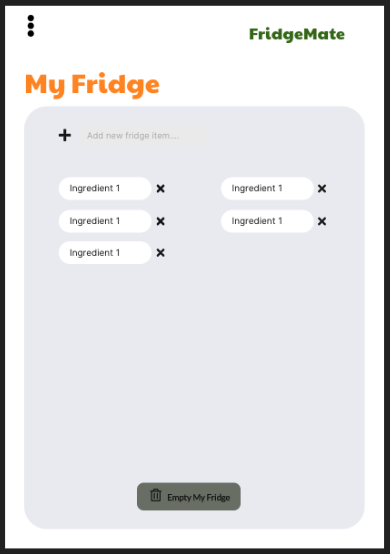 FridgeMate
My Fridge
Add new fridge item...
Ingredient 1
Ingredient 1
Ingredient 1
Ingredient 1
Ingredient 1
Empty My Fridge